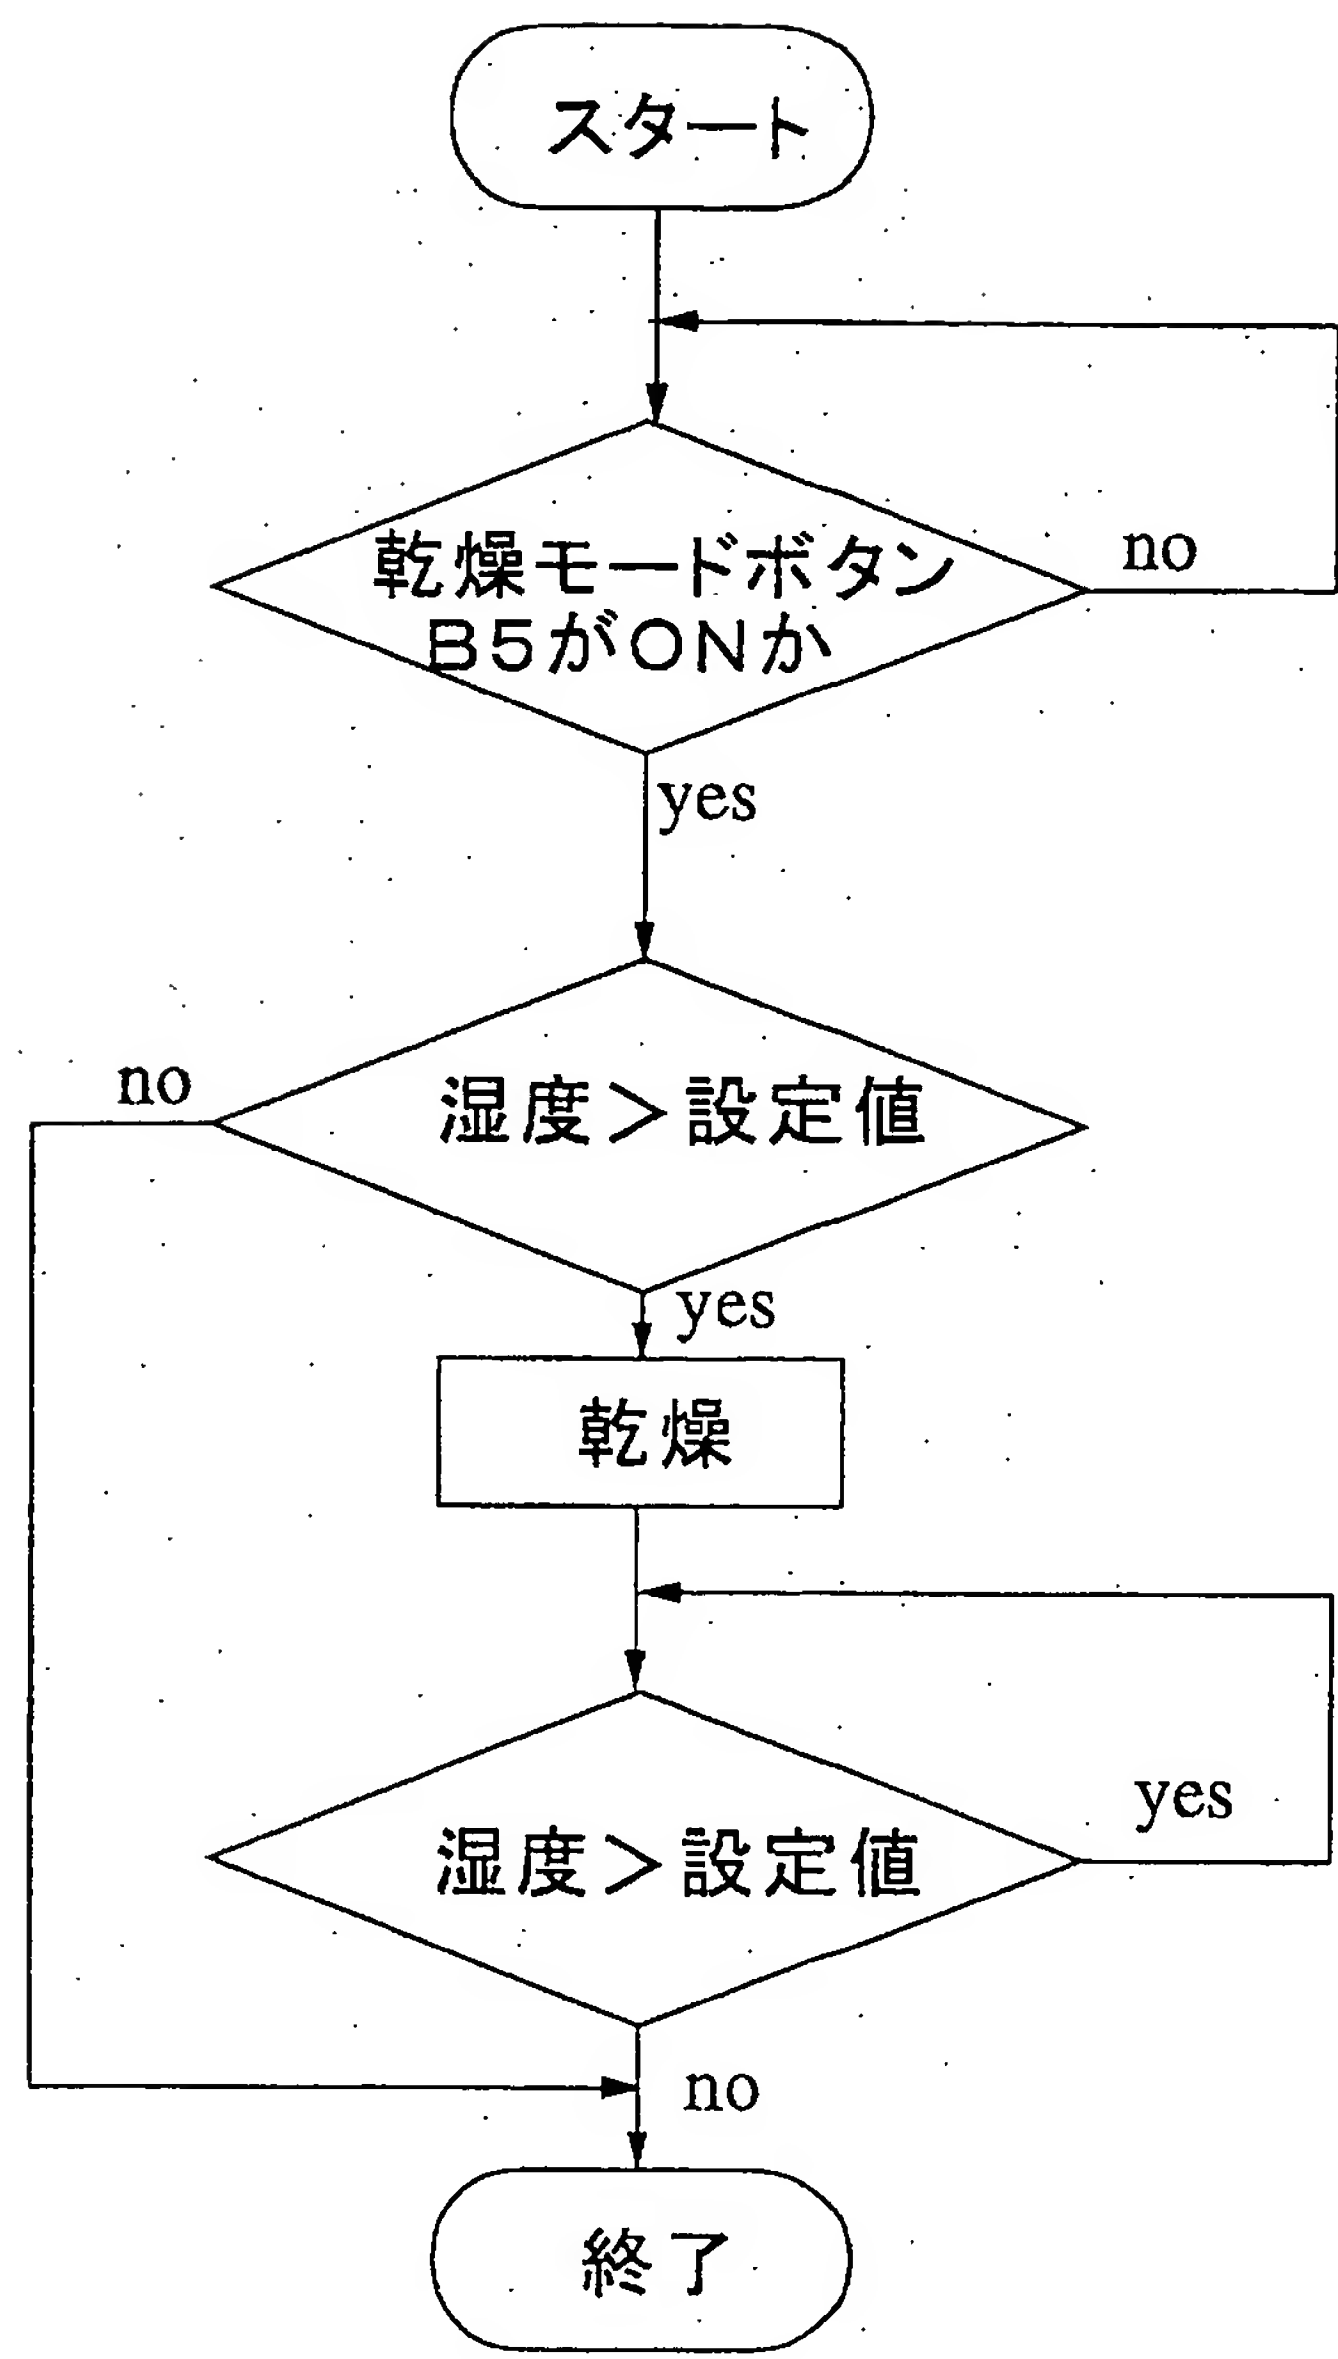 スタート
乾燥モードボタン
B5がONか
no
yes
湿度＞設定値
no
yes
乾燥
湿度＞設定値
yes
no
終了